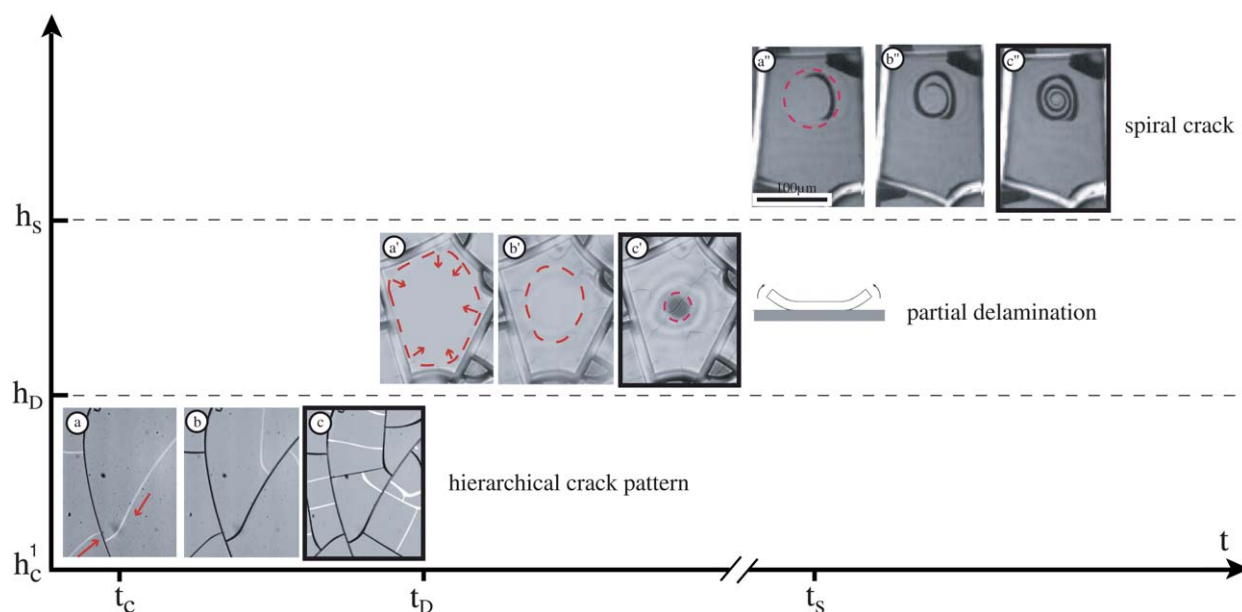 a" b" c"
100μm
spiral crack
h_S
a' b' c'
partial delamination
h_D
a b c
hierarchical crack pattern
h_c^1
t
t_c t_D t_s